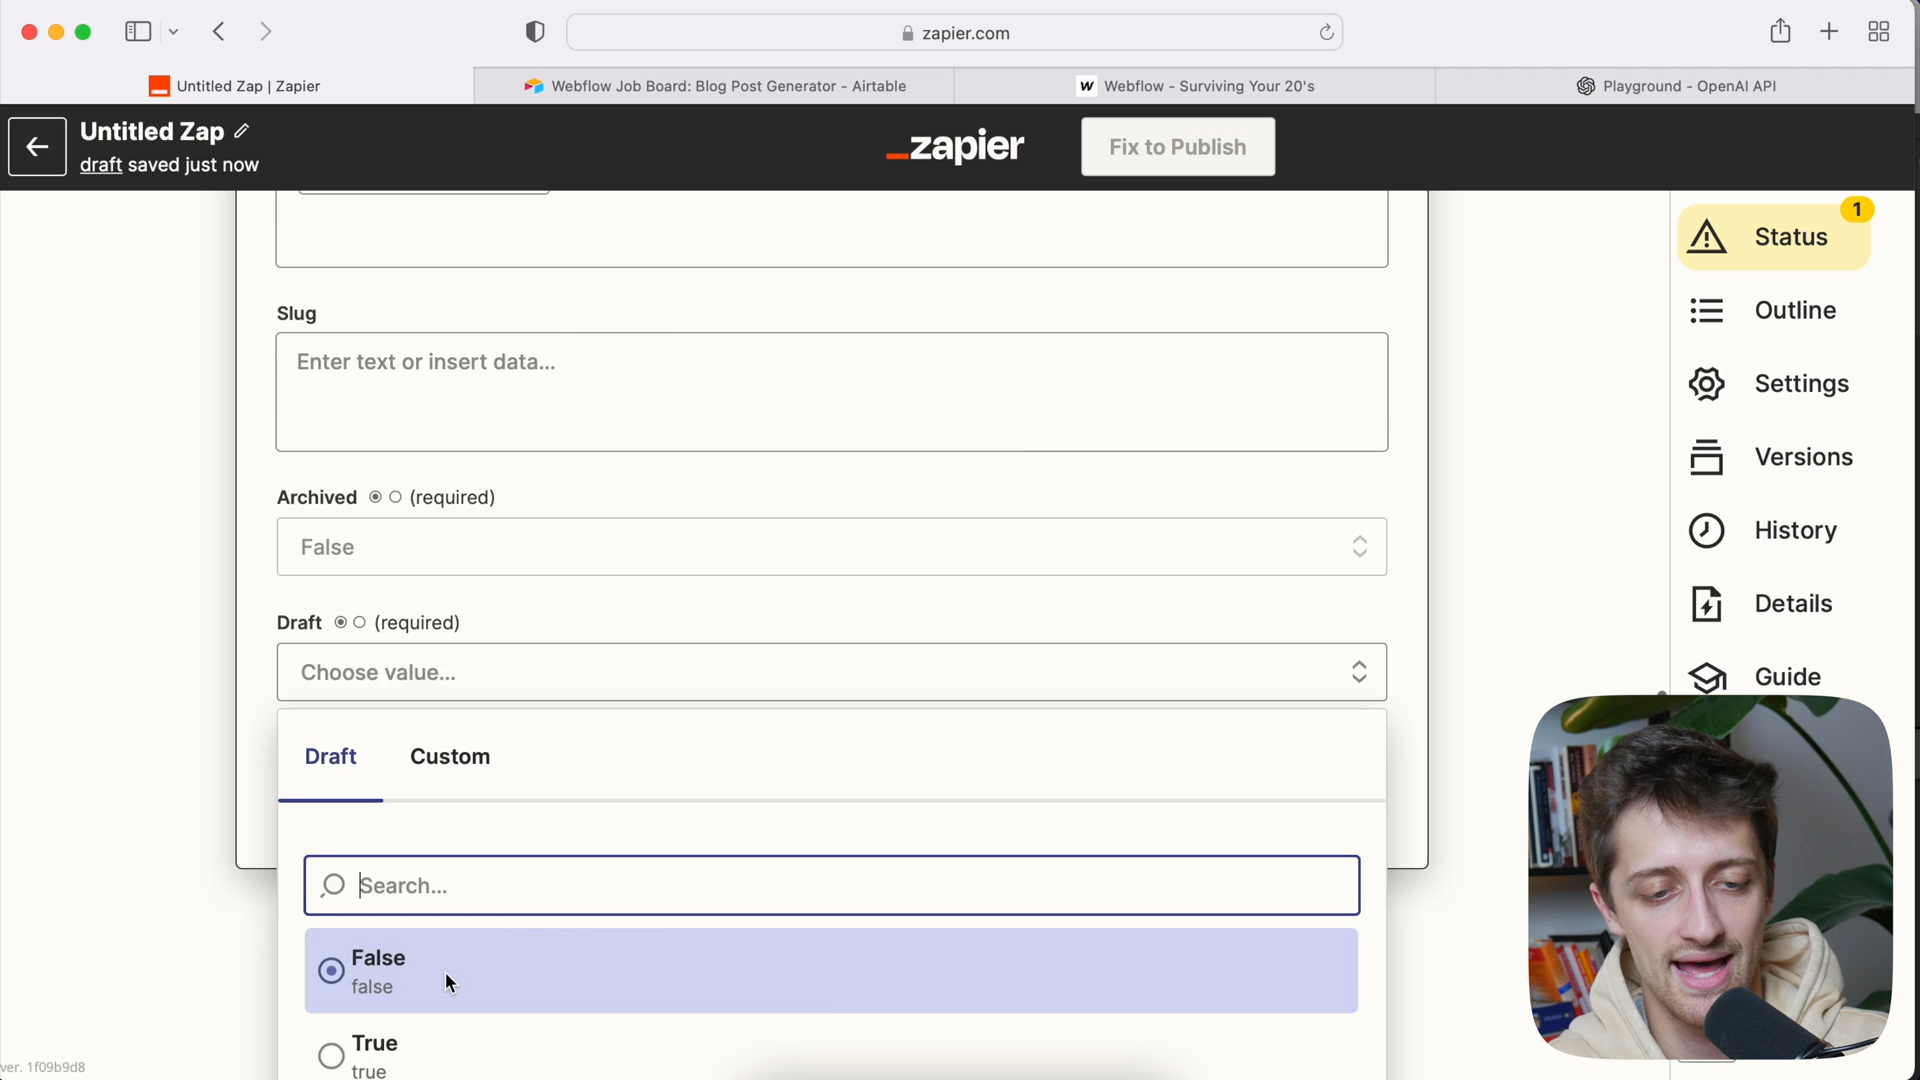 zapier.com
Untitled Zap | Zapier
Webflow Job Board: Blog Post Generator - Airtable
W Webflow - Surviving Your 20's
Playground - OpenAI API
Untitled Zap
draft saved just now
_zapier
Fix to Publish
1
Status
Outline
Settings
Versions
History
Details
Guide
Slug
Enter text or insert data...
Archived (required)
False
Draft (required)
Choose value...
Draft Custom
Search...
False
false
True
true
ver. 1f09b9d8